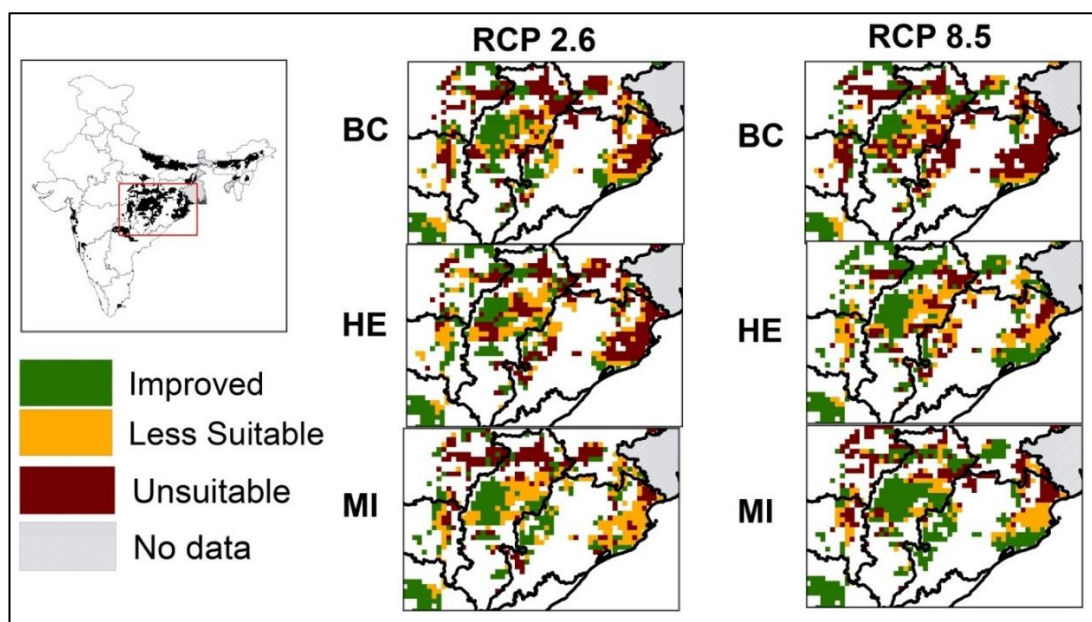 RCP 2.6
RCP 8.5
BC
BC
HE
HE
MI
MI
Improved
Less Suitable
Unsuitable
No data